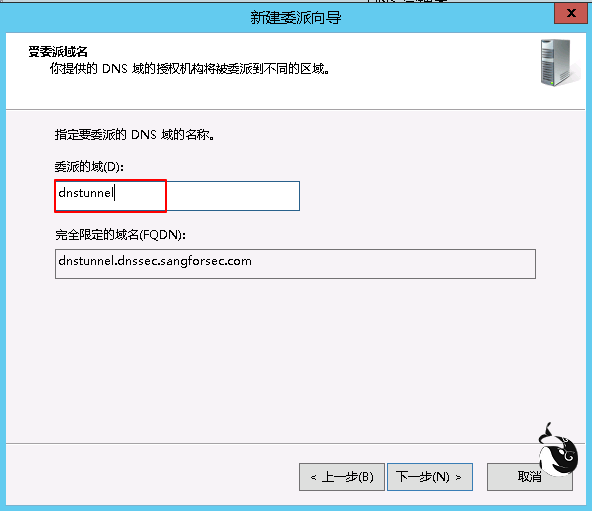 新建委派向导
x
受委派域名
你提供的 DNS 域的授权机构将被委派到不同的区域。
指定要委派的 DNS 域的名称。
委派的域(D):
dnstunnel
完全限定的域名(FQDN):
dnstunnel.dnssec.sangforsec.com
< 上一步(B) 下一步(N) > 取消